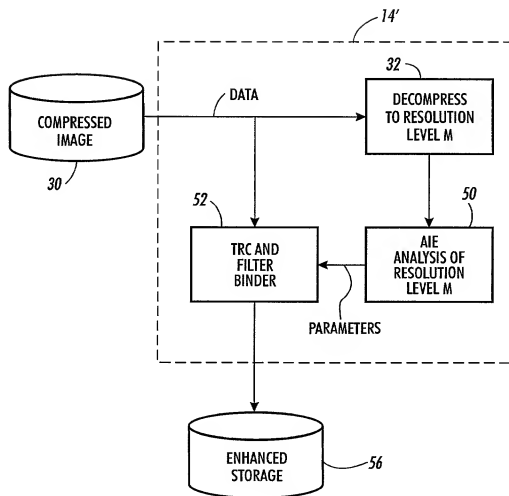 14'
32
DATA
DECOMPRESS
TO RESOLUTION
LEVEL M
COMPRESSED
IMAGE
30
52
50
TRC AND
FILTER
BINDER
AIE
ANALYSIS OF
RESOLUTION
LEVEL M
PARAMETERS
ENHANCED
STORAGE
56